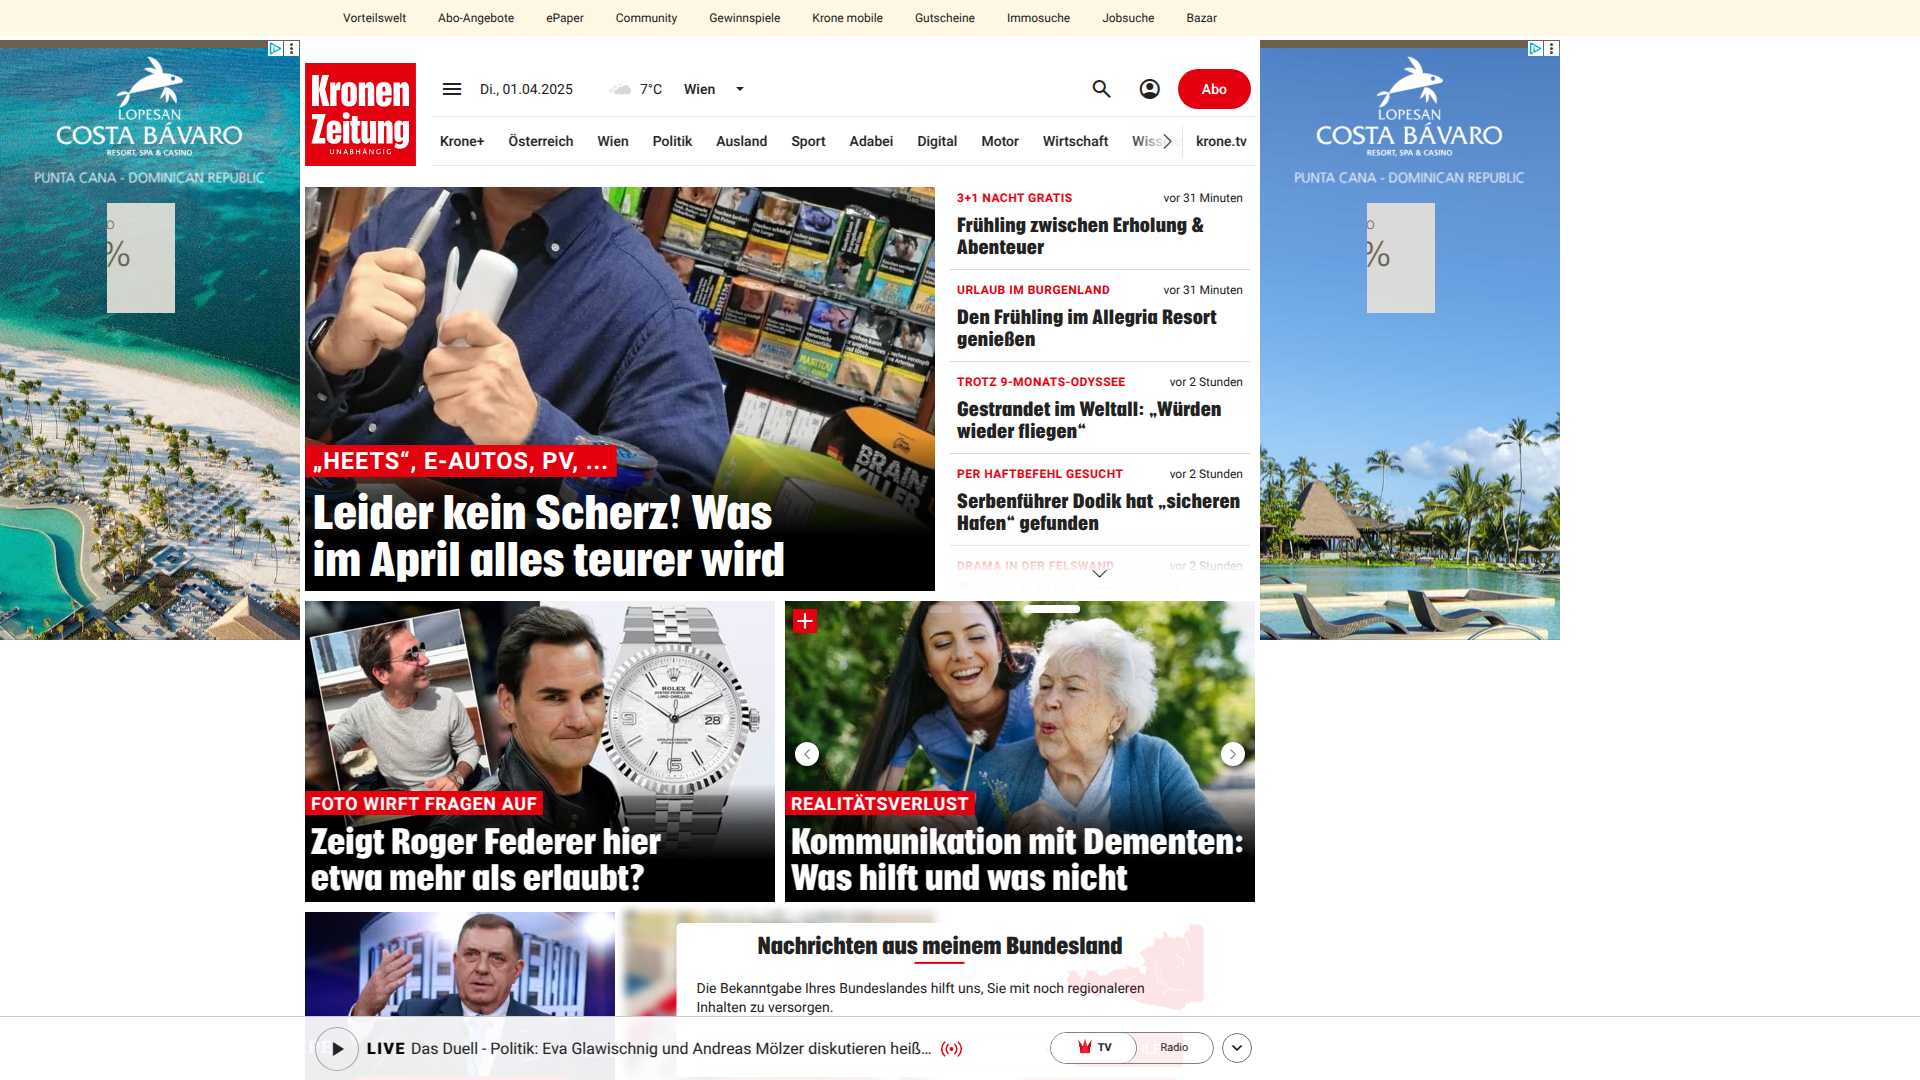 Vorteilswelt Abo-Angebote ePaper Community Gewinnspiele Krone mobile Gutscheine Immosuche Jobsuche Bazar
LOPESAN
COSTA BÁVARO
RESORT, SPA & CASINO
PUNTA CANA - DOMINICAN REPUBLIC
%
Kronen
Zeitung
UNABHÄNGIG
Di., 01.04.2025 7°C Wien
Abo
Krone+ Österreich Wien Politik Ausland Sport Adabei Digital Motor Wirtschaft Wiss krone.tv
LOPESAN
COSTA BÁVARO
RESORT, SPA & CASINO
PUNTA CANA - DOMINICAN REPUBLIC
%
DRUM
BRAIN
KILLER
„HEETS“, E-AUTOS, PV, ...
Leider kein Scherz! Was
im April alles teurer wird
3+1 NACHT GRATIS vor 31 Minuten
Frühling zwischen Erholung &
Abenteuer
URLAUB IM BURGENLAND vor 31 Minuten
Den Frühling im Allegria Resort
genießen
TROTZ 9-MONATS-ODYSSEE vor 2 Stunden
Gestrandet im Weltall: „Würden
wieder fliegen“
PER HAFTBEFEHL GESUCHT vor 2 Stunden
Serbenführer Dodik hat „sicheren
Hafen“ gefunden
DRAMA IN DER FELSWAND vor 2 Stunden
ROLEX
28
FOTO WIRFT FRAGEN AUF
Zeigt Roger Federer hier
etwa mehr als erlaubt?
REALITÄTSVERLUST
Kommunikation mit Dementen:
Was hilft und was nicht
Nachrichten aus meinem Bundesland
Die Bekanntgabe Ihres Bundeslandes hilft uns, Sie mit noch regionaleren
Inhalten zu versorgen.
LIVE Das Duell - Politik: Eva Glawischnig und Andreas Mölzer diskutieren heiß...
TV Radio